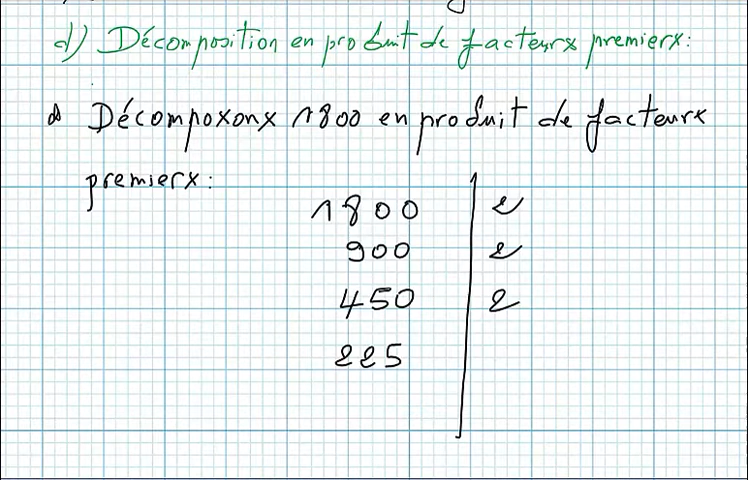 d) Décomposition en produit de facteurs premiers:
Décomposons 1800 en produit de facteurs
premiers:
1800 2
900 2
450 2
225